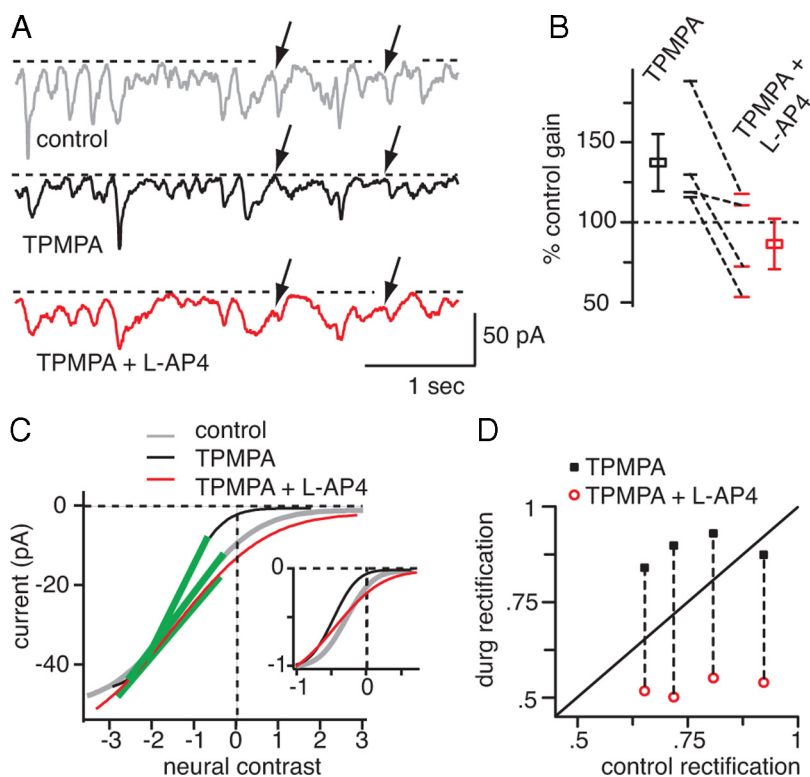 A
control
TPMPA
TPMPA + L-AP4
50 pA
1 sec
B
TPMPA
TPMPA +
L-AP4
% control gain
150
100
50
C
control
TPMPA
TPMPA + L-AP4
current (pA)
0
-20
-40
-3 -2 -1 0 1 2 3
neural contrast
0
-1
-1 0
D
TPMPA
TPMPA + L-AP4
durg rectification
1
.75
.5
.5 .75 1
control rectification